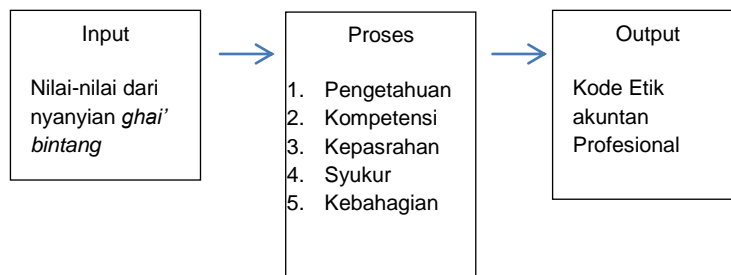 Input
Nilai-nilai dari
nyanyian ghai’
bintang
Proses
1. Pengetahuan
2. Kompetensi
3. Kepasrahan
4. Syukur
5. Kebahagian
Output
Kode Etik
akuntan
Profesional